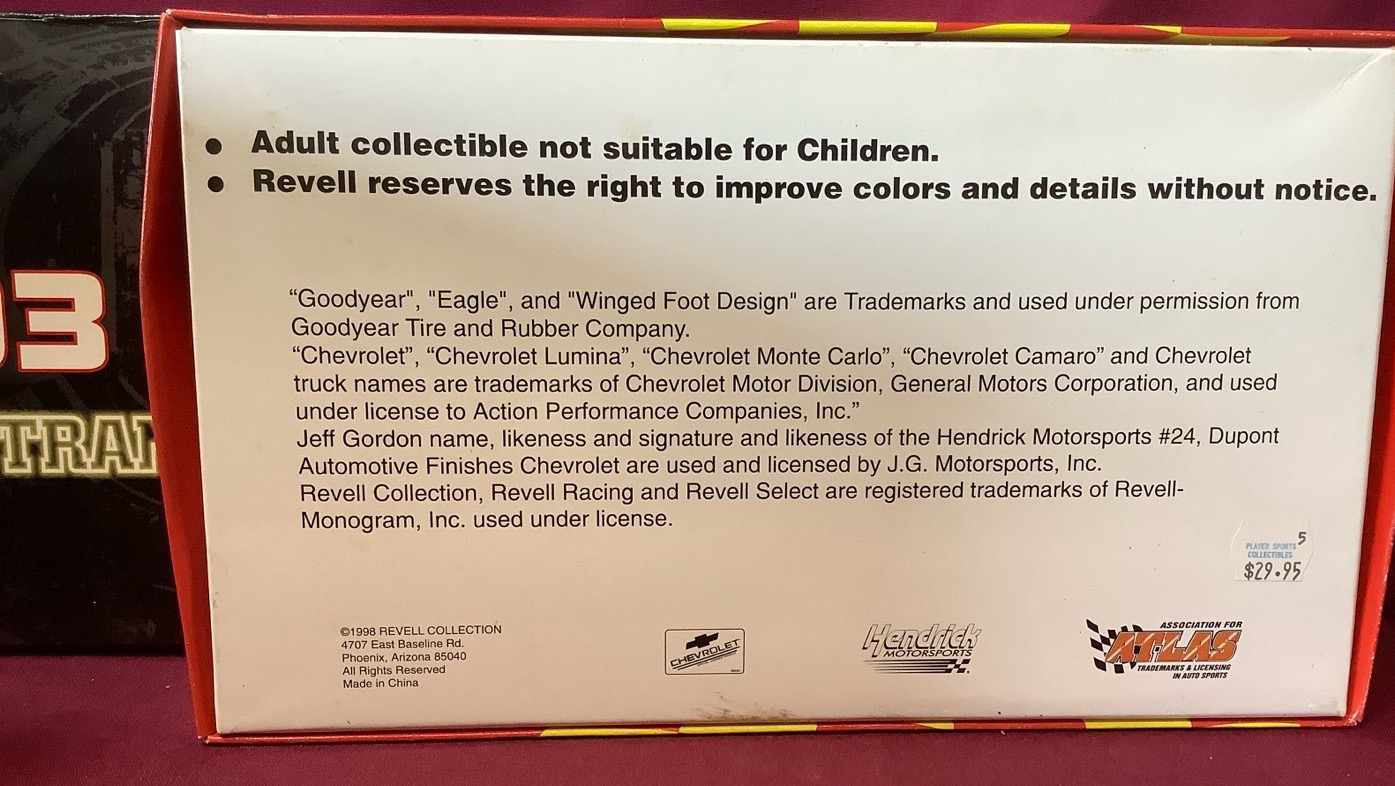 3
TRA
• Adult collectible not suitable for Children.
• Revell reserves the right to improve colors and details without notice.
“Goodyear", "Eagle", and "Winged Foot Design" are Trademarks and used under permission from
Goodyear Tire and Rubber Company.
“Chevrolet”, “Chevrolet Lumina”, “Chevrolet Monte Carlo”, “Chevrolet Camaro” and Chevrolet
truck names are trademarks of Chevrolet Motor Division, General Motors Corporation, and used
under license to Action Performance Companies, Inc.”
Jeff Gordon name, likeness and signature and likeness of the Hendrick Motorsports #24, Dupont
Automotive Finishes Chevrolet are used and licensed by J.G. Motorsports, Inc.
Revell Collection, Revell Racing and Revell Select are registered trademarks of Revell-
Monogram, Inc. used under license.
PLAYER SPORTS 5
COLLECTIBLES
$29.95
©1998 REVELL COLLECTION
4707 East Baseline Rd.
Phoenix, Arizona 85040
All Rights Reserved
Made in China
CHEVROLET
Hendrick
MOTORSPORTS
ASSOCIATION FOR
ATLAS
TRADEMARKS & LICENSING
IN AUTO SPORTS